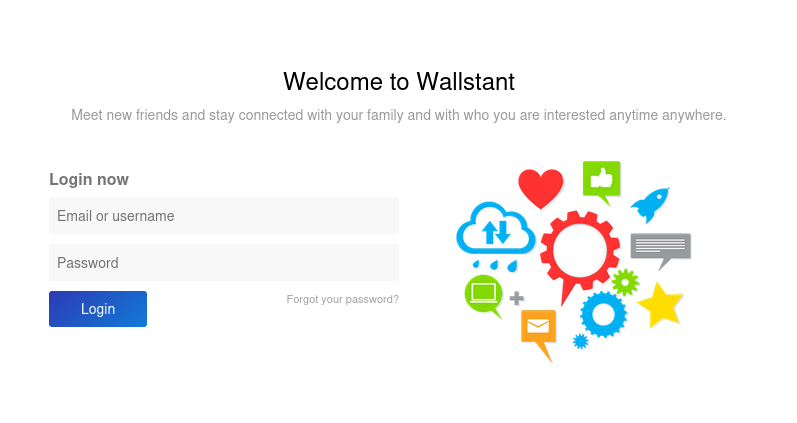 Welcome to Wallstant
Meet new friends and stay connected with your family and with who you are interested anytime anywhere.
Login now
Email or username
Password
Login
Forgot your password?